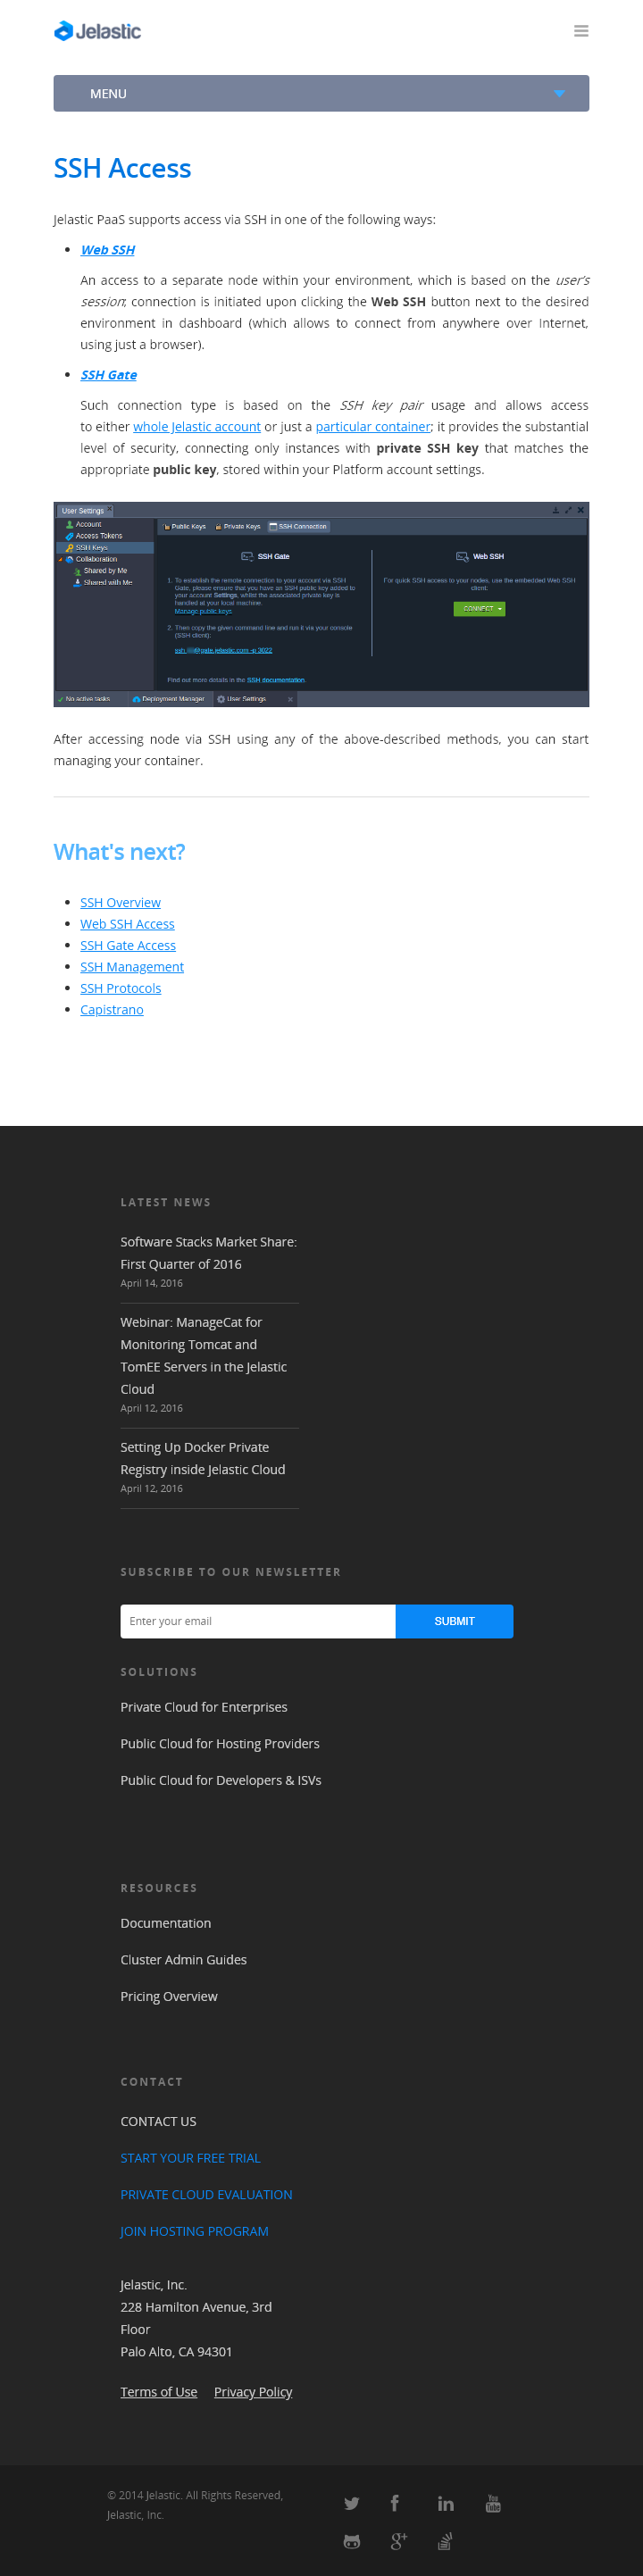 Jelastic
MENU
SSH Access
Jelastic PaaS supports access via SSH in one of the following ways:
Web SSH
An access to a separate node within your environment, which is based on the user's
session; connection is initiated upon clicking the Web SSH button next to the desired
environment in dashboard (which allows to connect from anywhere over Internet,
using just a browser).
SSH Gate
Such connection type is based on the SSH key pair usage and allows access
to either whole Jelastic account or just a particular container; it provides the substantial
level of security, connecting only instances with private SSH key that matches the
appropriate public key, stored within your Platform account settings.
User Settings
Account
Access Tokens
SSH Keys
Collaboration
Shared by Me
Shared with Me
Public Keys Private Keys SSH Connection
SSH Gate
1. To establish the remote connection to your account via SSH
Gate, please ensure that you have an SSH public key added to
your account Settings, whilst the associated private key is
handled at your local machine.
Manage public keys
2. Then copy the given command line and run it via your console
(SSH client):
ssh @gate.jelastic.com -p 3022
Find out more details in the SSH documentation
Web SSH
For quick SSH access to your nodes, use the embedded Web SSH
client:
CONNECT
No active tasks Deployment Manager User Settings
After accessing node via SSH using any of the above-described methods, you can start
managing your container.
What's next?
SSH Overview
Web SSH Access
SSH Gate Access
SSH Management
SSH Protocols
Capistrano
LATEST NEWS
Software Stacks Market Share:
First Quarter of 2016
April 14, 2016
Webinar: ManageCat for
Monitoring Tomcat and
TomEE Servers in the Jelastic
Cloud
April 12, 2016
Setting Up Docker Private
Registry inside Jelastic Cloud
April 12, 2016
SUBSCRIBE TO OUR NEWSLETTER
Enter your email SUBMIT
SOLUTIONS
Private Cloud for Enterprises
Public Cloud for Hosting Providers
Public Cloud for Developers & ISVs
RESOURCES
Documentation
Cluster Admin Guides
Pricing Overview
CONTACT
CONTACT US
START YOUR FREE TRIAL
PRIVATE CLOUD EVALUATION
JOIN HOSTING PROGRAM
Jelastic, Inc.
228 Hamilton Avenue, 3rd
Floor
Palo Alto, CA 94301
Terms of Use Privacy Policy
© 2014 Jelastic. All Rights Reserved,
Jelastic, Inc.
You
Tube